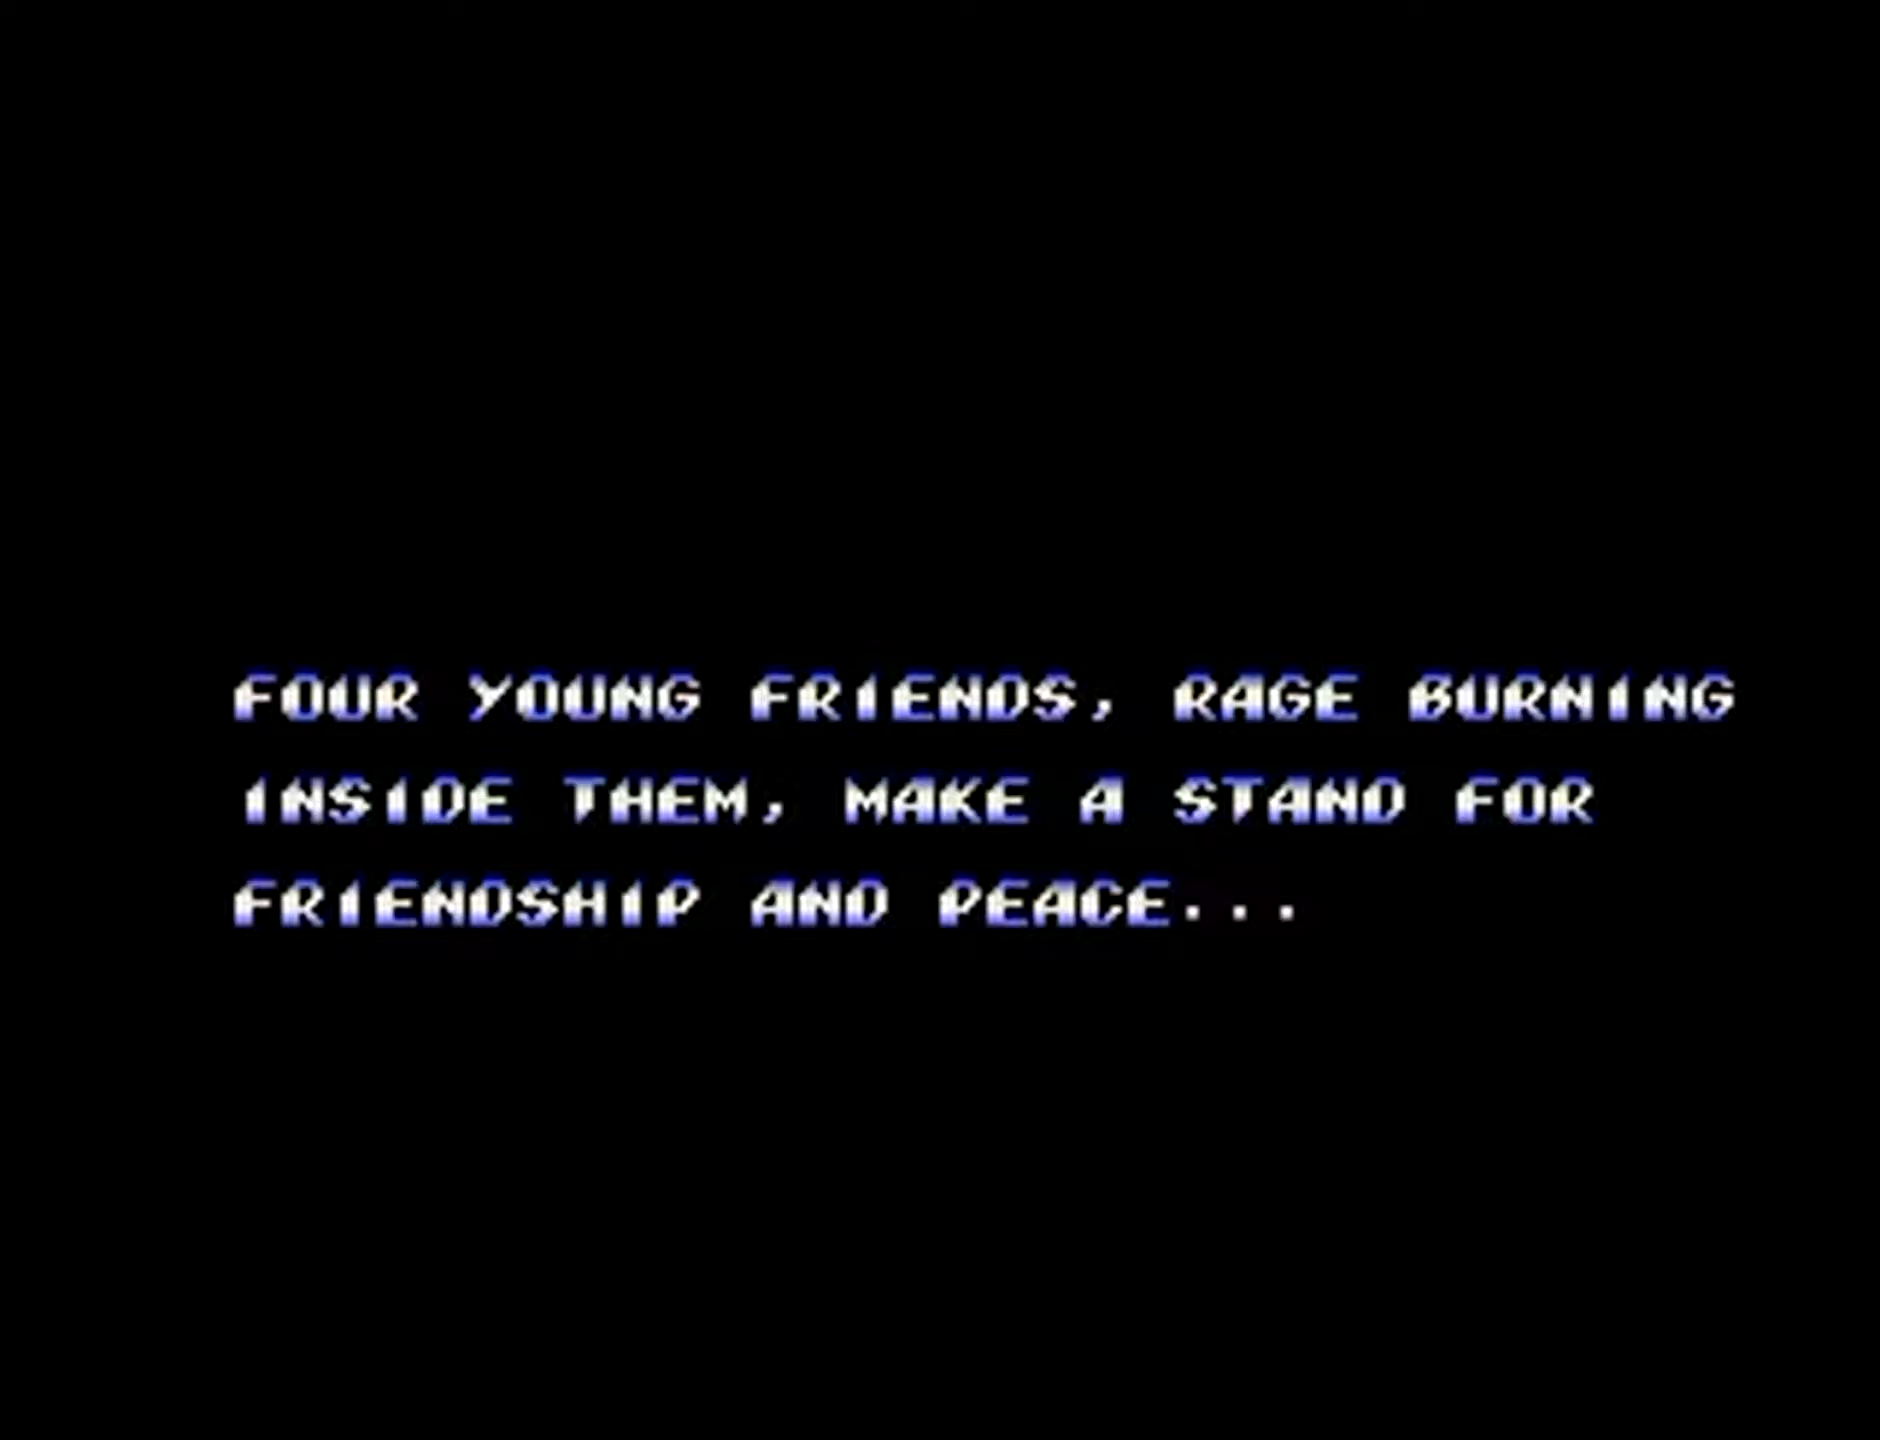 FOUR YOUNG FRIENDS, RAGE BURNING
INSIDE THEM, MAKE A STAND FOR
FRIENDSHIP AND PEACE...